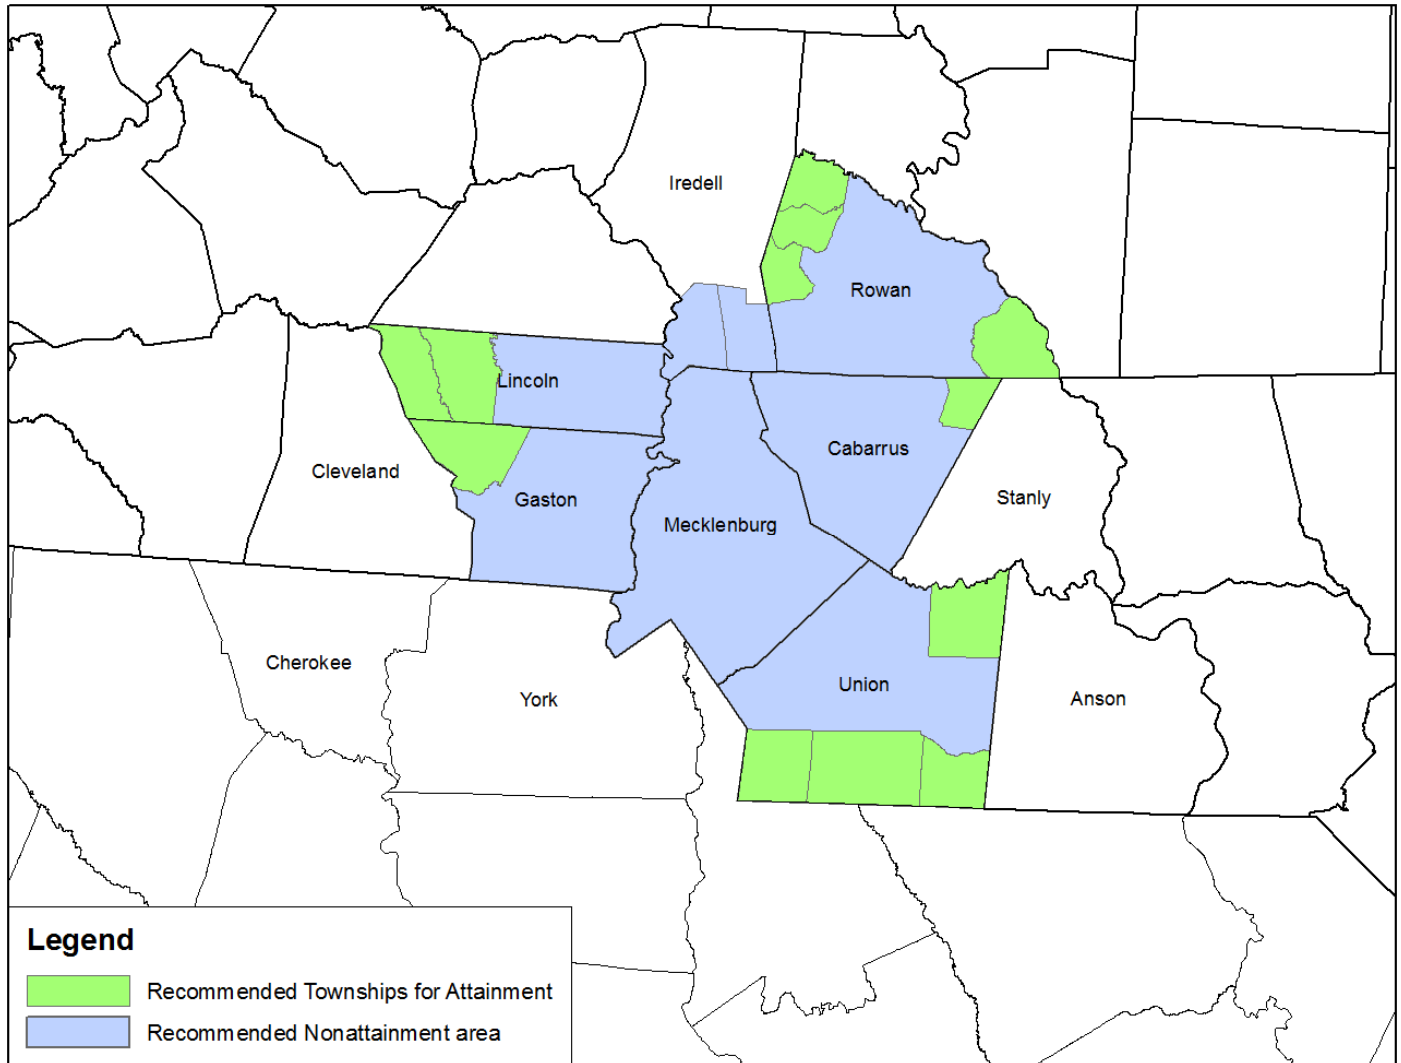 Iredell
Rowan
Lincoln
Cabarrus
Cleveland
Gaston
Stanly
Mecklenburg
Cherokee
Union
York
Anson
Legend
Recommended Townships for Attainment
Recommended Nonattainment area